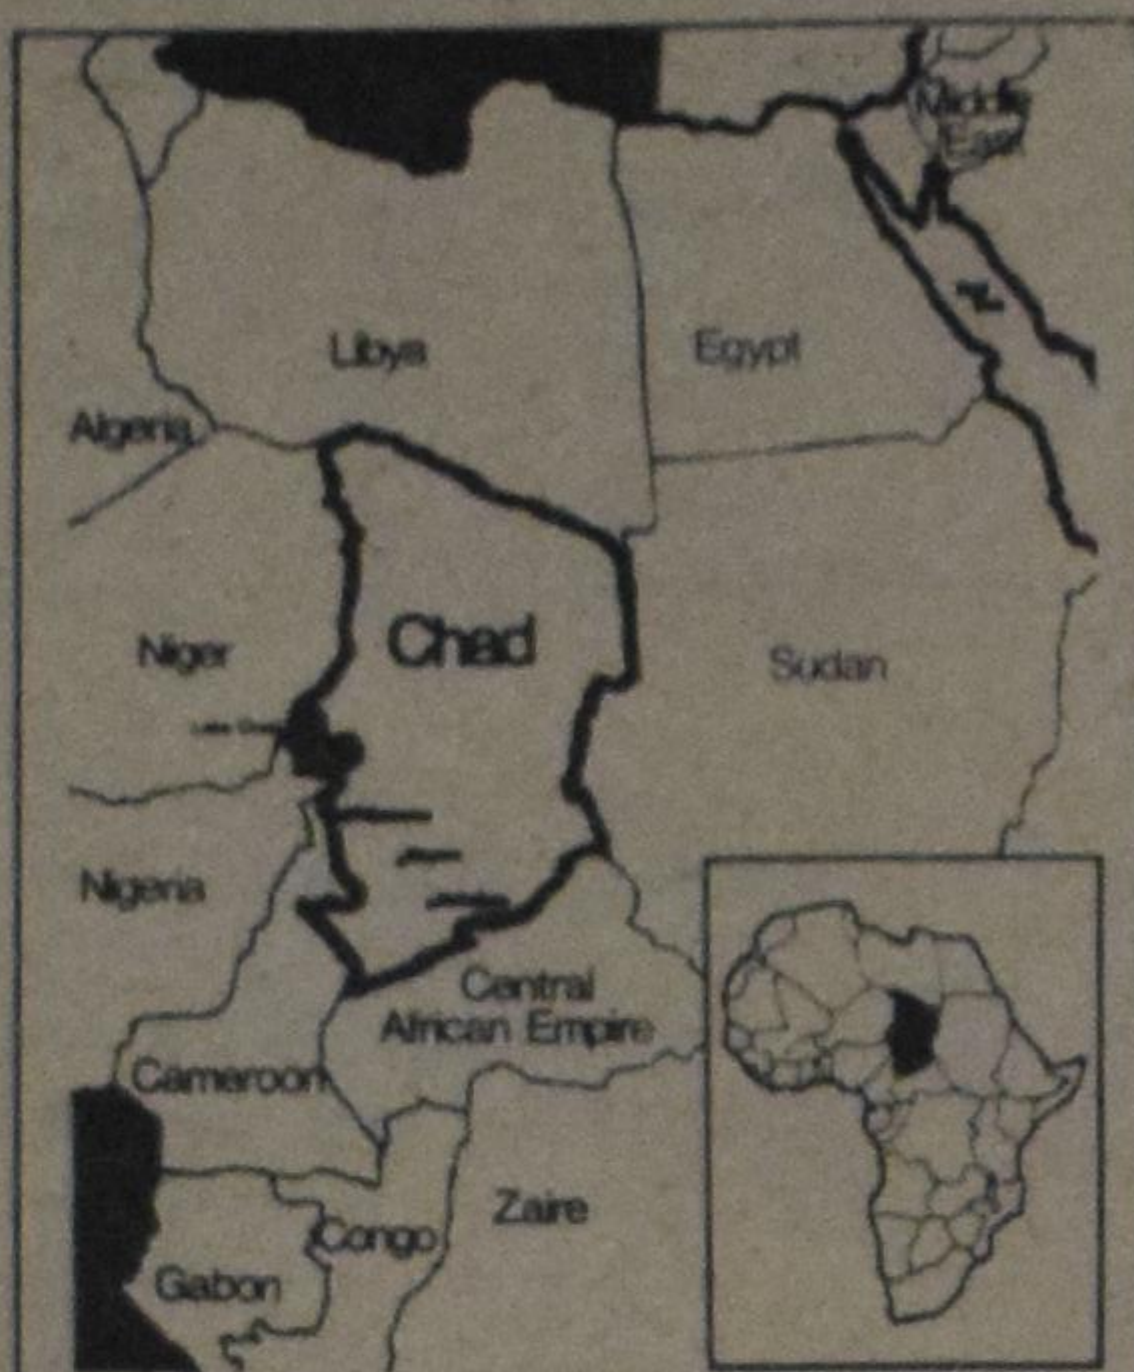 Middle
East
Libya
Egypt
Algeria
Niger
Chad
Sudan
Nigeria
Central
African Empire
Cameroon
Zaire
Congo
Gabon